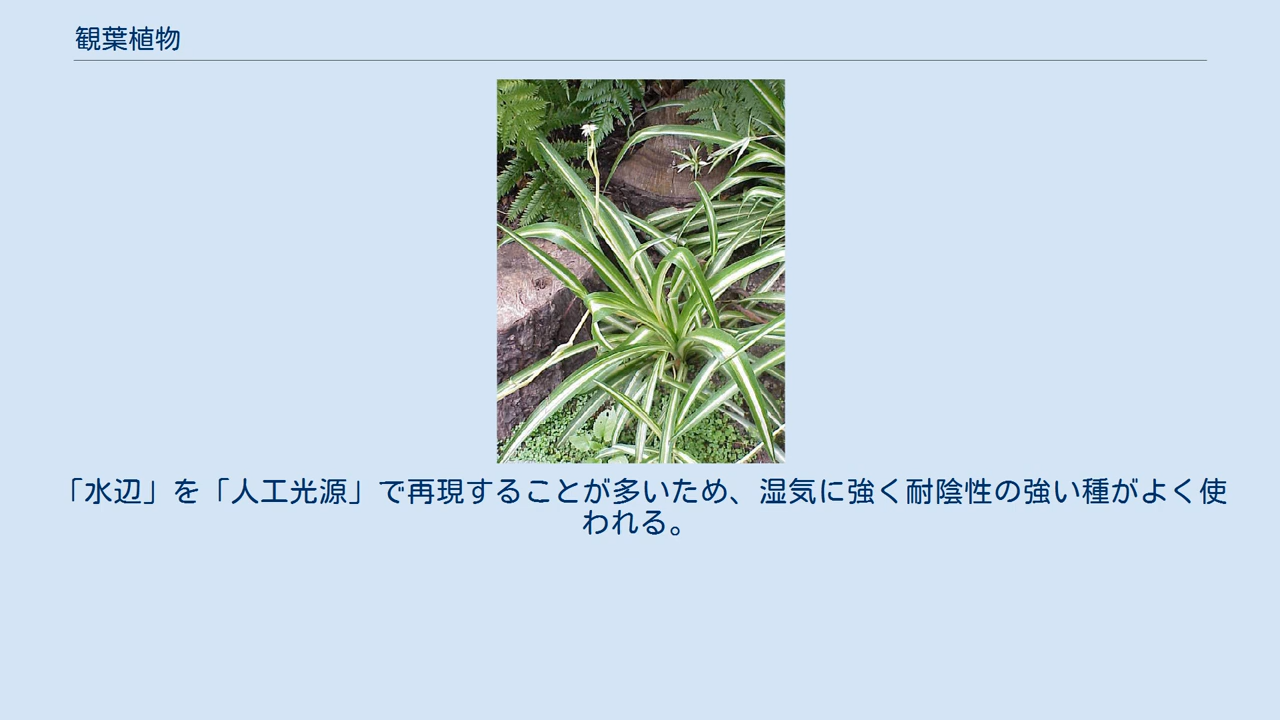 観葉植物
「水辺」を「人工光源」で再現することが多いため、湿気に強く耐陰性の強い種がよく使
われる。